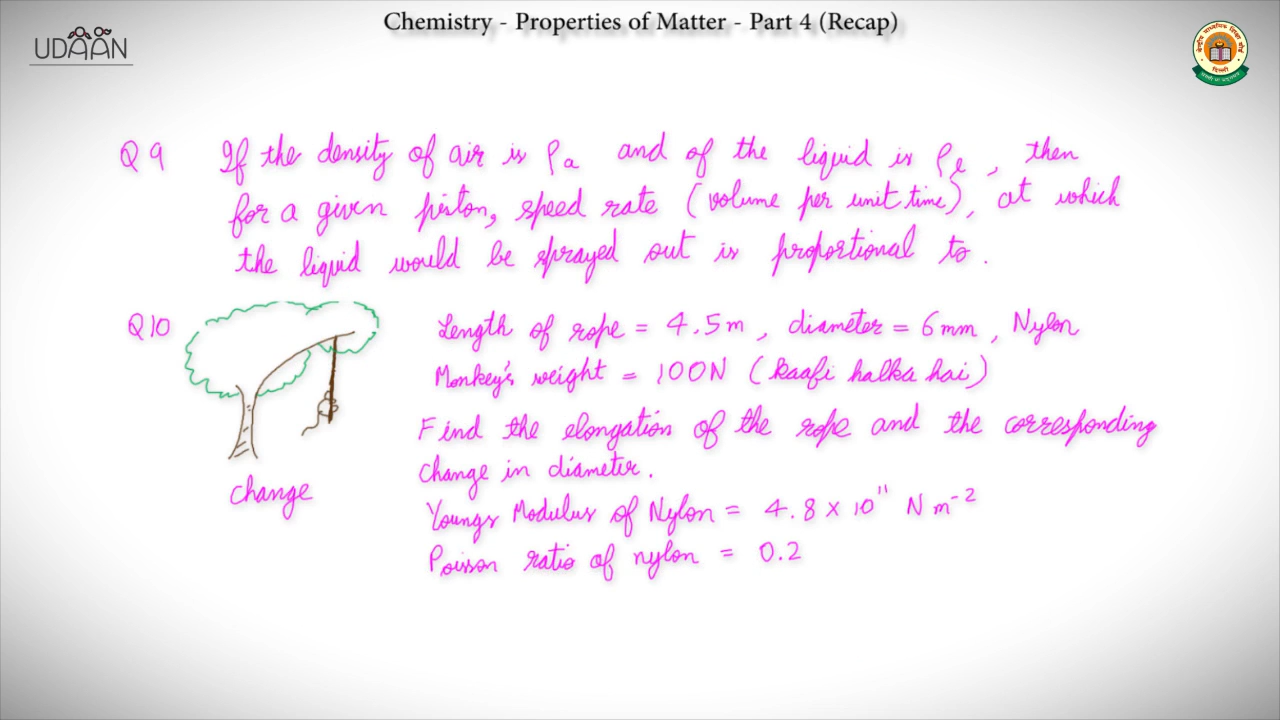 Chemistry - Properties of Matter - Part 4 (Recap)
UDAAN
Q 9 If the density of air is ρa and of the liquid is ρl , then
for a given piston, speed rate (volume per unit time), at which
the liquid would be sprayed out is proportional to .
Q10
Length of rope = 4.5m , diameter = 6mm , Nylon
Monkey's weight = 100N (kaafi halka hai)
Find the elongation of the rope and the corresponding
change in diameter .
Youngs Modulus of Nylon = 4.8 × 10¹¹ N m⁻²
Poisson ratio of nylon = 0.2
change